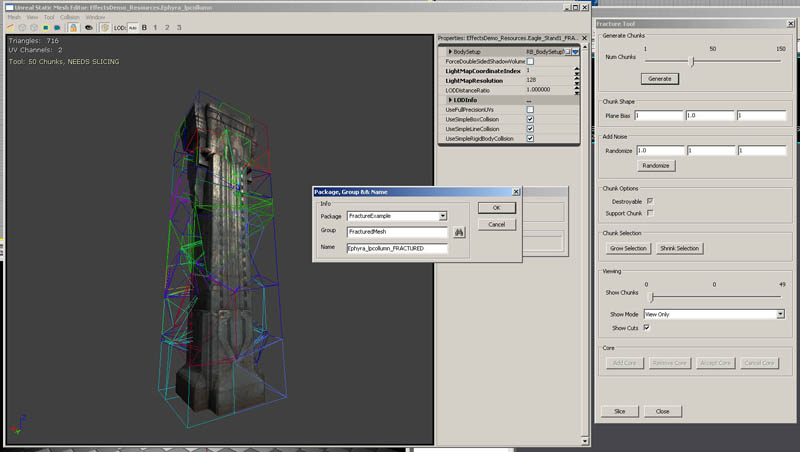 Unreal Static Mesh Editor: EffectsDemo_Resources.Ephyra_lpcollumn
Mesh View Tool Collision Window
LOD: Auto B 1 2 3
Triangles: 716
UV Channels: 2
Tool: 50 Chunks, NEEDS SLICING
Properties: EffectsDemo_Resources.Eagle_Stand1_FRA
BodySetup RB_BodySetup
ForceDoubleSidedShadowVolume
LightMapCoordinateIndex 1
LightMapResolution 128
LODDistanceRatio 1.000000
LODInfo ...
UseFullPrecisionUVs
UseSimpleBoxCollision
UseSimpleLineCollision
UseSimpleRigidBodyCollision
Package, Group && Name
Info
Package FractureExample
Group FracturedMesh
Name Ephyra_lpcollumn_FRACTURED
OK
Cancel
Fracture Tool
Generate Chunks
1 50 150
Num Chunks
Generate
Chunk Shape
Plane Bias 1 1.0 1
Add Noise
Randomize 1.0 1 1
Randomize
Chunk Options
Destroyable
Support Chunk
Chunk Selection
Grow Selection Shrink Selection
Viewing
0 0 49
Show Chunks
Show Mode View Only
Show Cuts
Core
Add Core Remove Core Accept Core Cancel Core
Slice Close